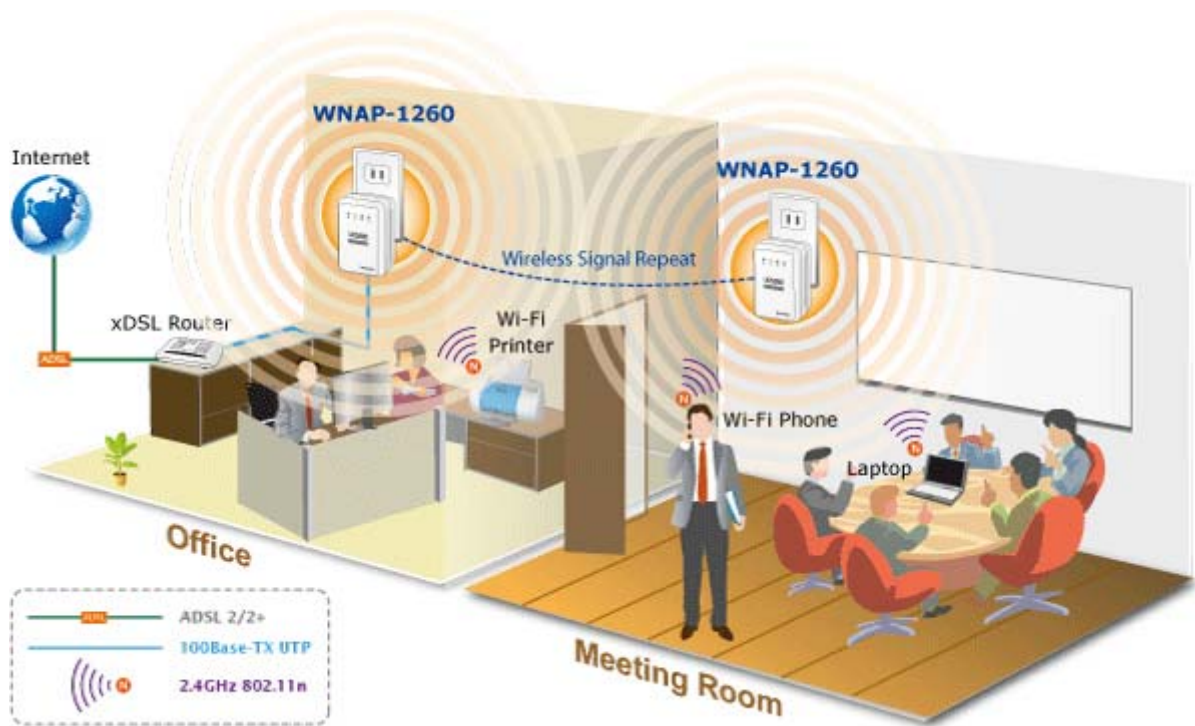 WNAP-1260
Internet
WNAP-1260
Wireless Signal Repeat
xDSL Router
Wi-Fi
Printer
ADSL
Wi-Fi Phone
Laptop
N
N
N
Office
Meeting Room
ADSL
ADSL 2/2+
100Base-TX UTP
N
2.4GHz 802.11n